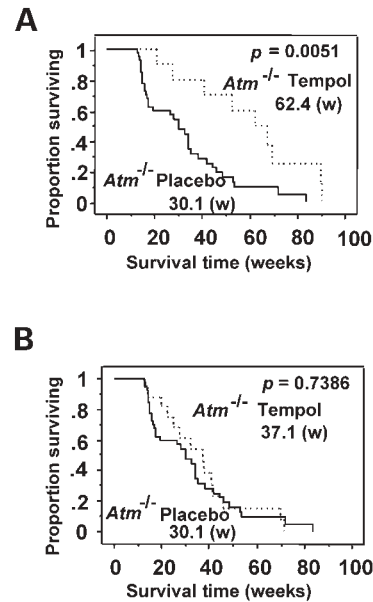 A
Proportion surviving
1
.8
.6
.4
.2
0
p = 0.0051
Atm-/- Tempol
62.4 (w)
Atm-/- Placebo
30.1 (w)
0 20 40 60 80 100
Survival time (weeks)
B
Proportion surviving
1
.8
.6
.4
.2
0
p = 0.7386
Atm-/- Tempol
37.1 (w)
Atm-/- Placebo
30.1 (w)
0 20 40 60 80 100
Survival time (weeks)